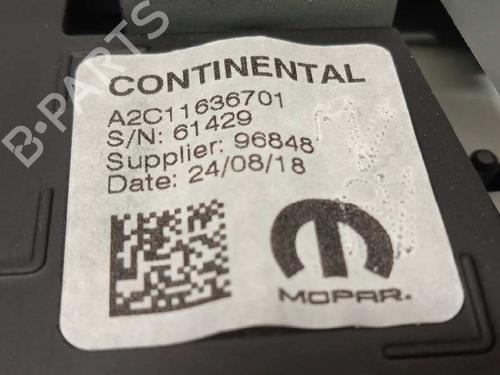 B-PARTS
CONTINENTAL
A2C11636701
S/N: 61429
Supplier: 96848
Date: 24/08/18
MOPAR.